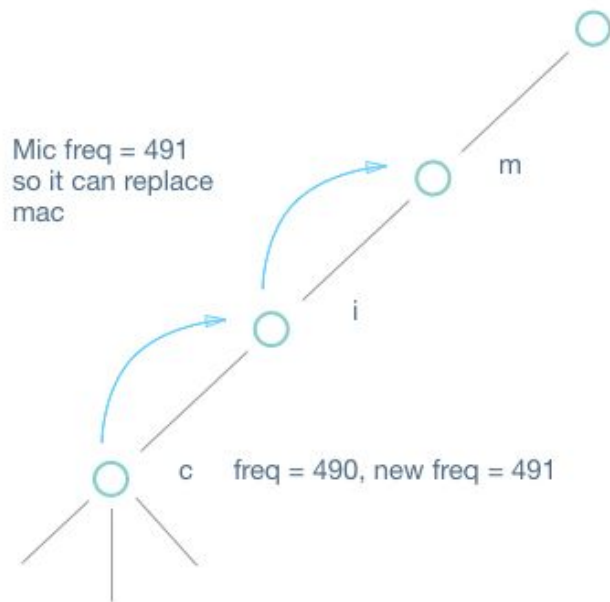 Mic freq = 491
so it can replace
mac
m
i
c freq = 490, new freq = 491